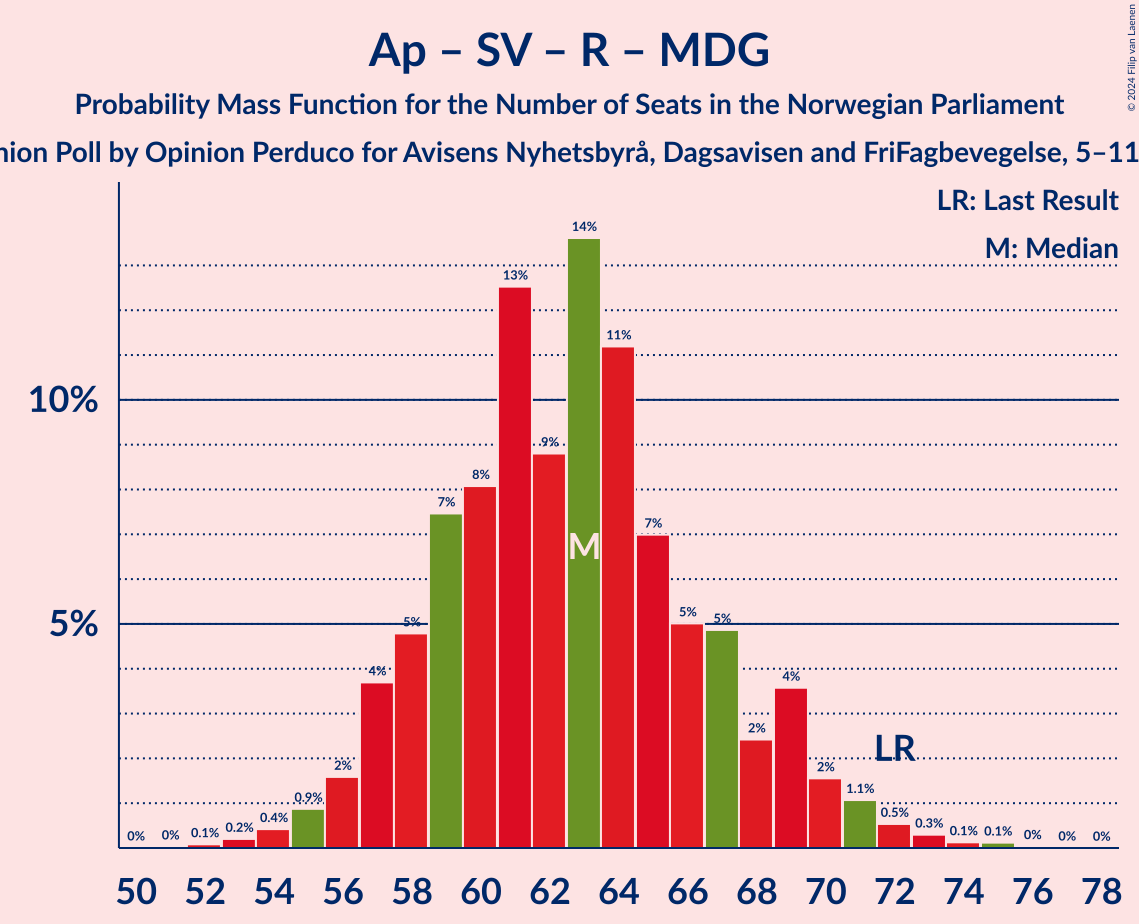 Ap – SV – R – MDG
Probability Mass Function for the Number of Seats in the Norwegian Parliament
nion Poll by Opinion Perduco for Avisens Nyhetsbyrå, Dagsavisen and FriFagbevegelse, 5–11
© 2024 Filip van Laenen
LR: Last Result
M: Median
14%
13%
11%
10%
9%
8%
7%
7%
M
5%
5%
5%
5%
4%
4%
2%
LR
2%
2%
1.1%
0.9%
0.5%
0.4%
0.3%
0.2%
0% 0% 0.1% 0.1% 0.1% 0% 0% 0%
50 52 54 56 58 60 62 64 66 68 70 72 74 76 78